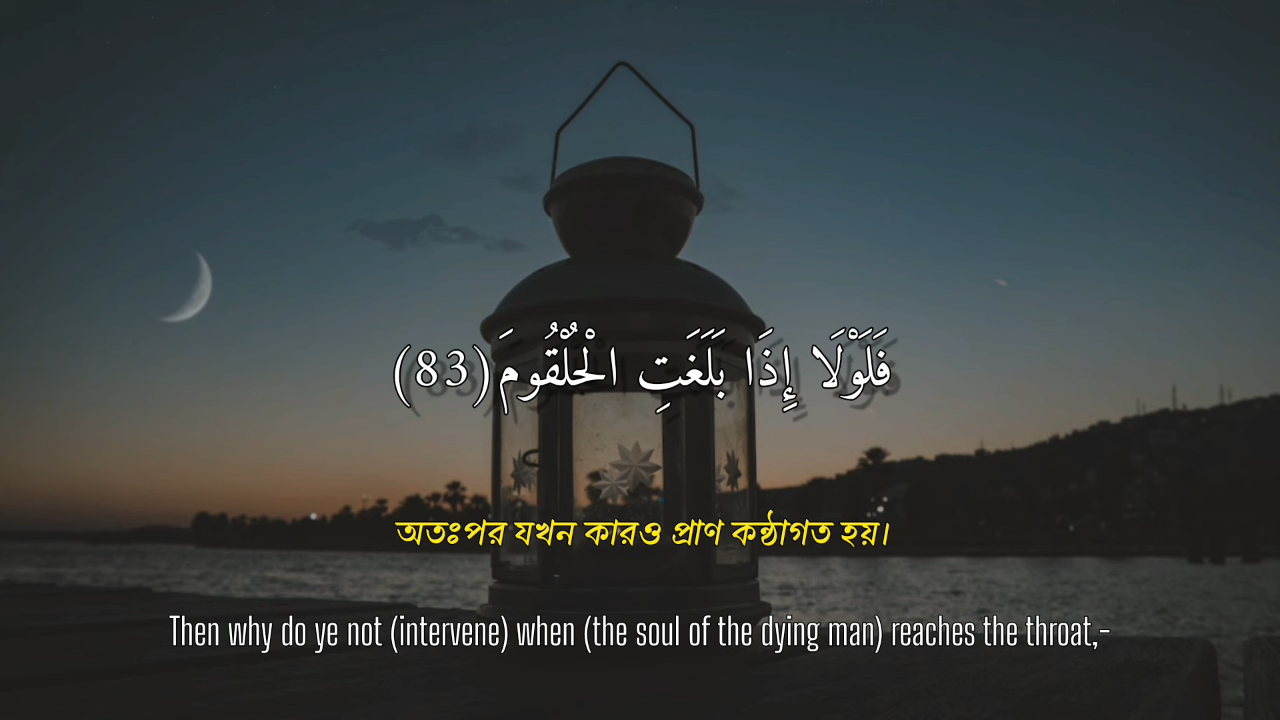 فَلَوْلَا إِذَا بَلَغَتِ الْحُلْقُومَ(83)
অতঃপর যখন কারও প্রাণ কন্ঠাগত হয়।
Then why do ye not (intervene) when (the soul of the dying man) reaches the throat,-